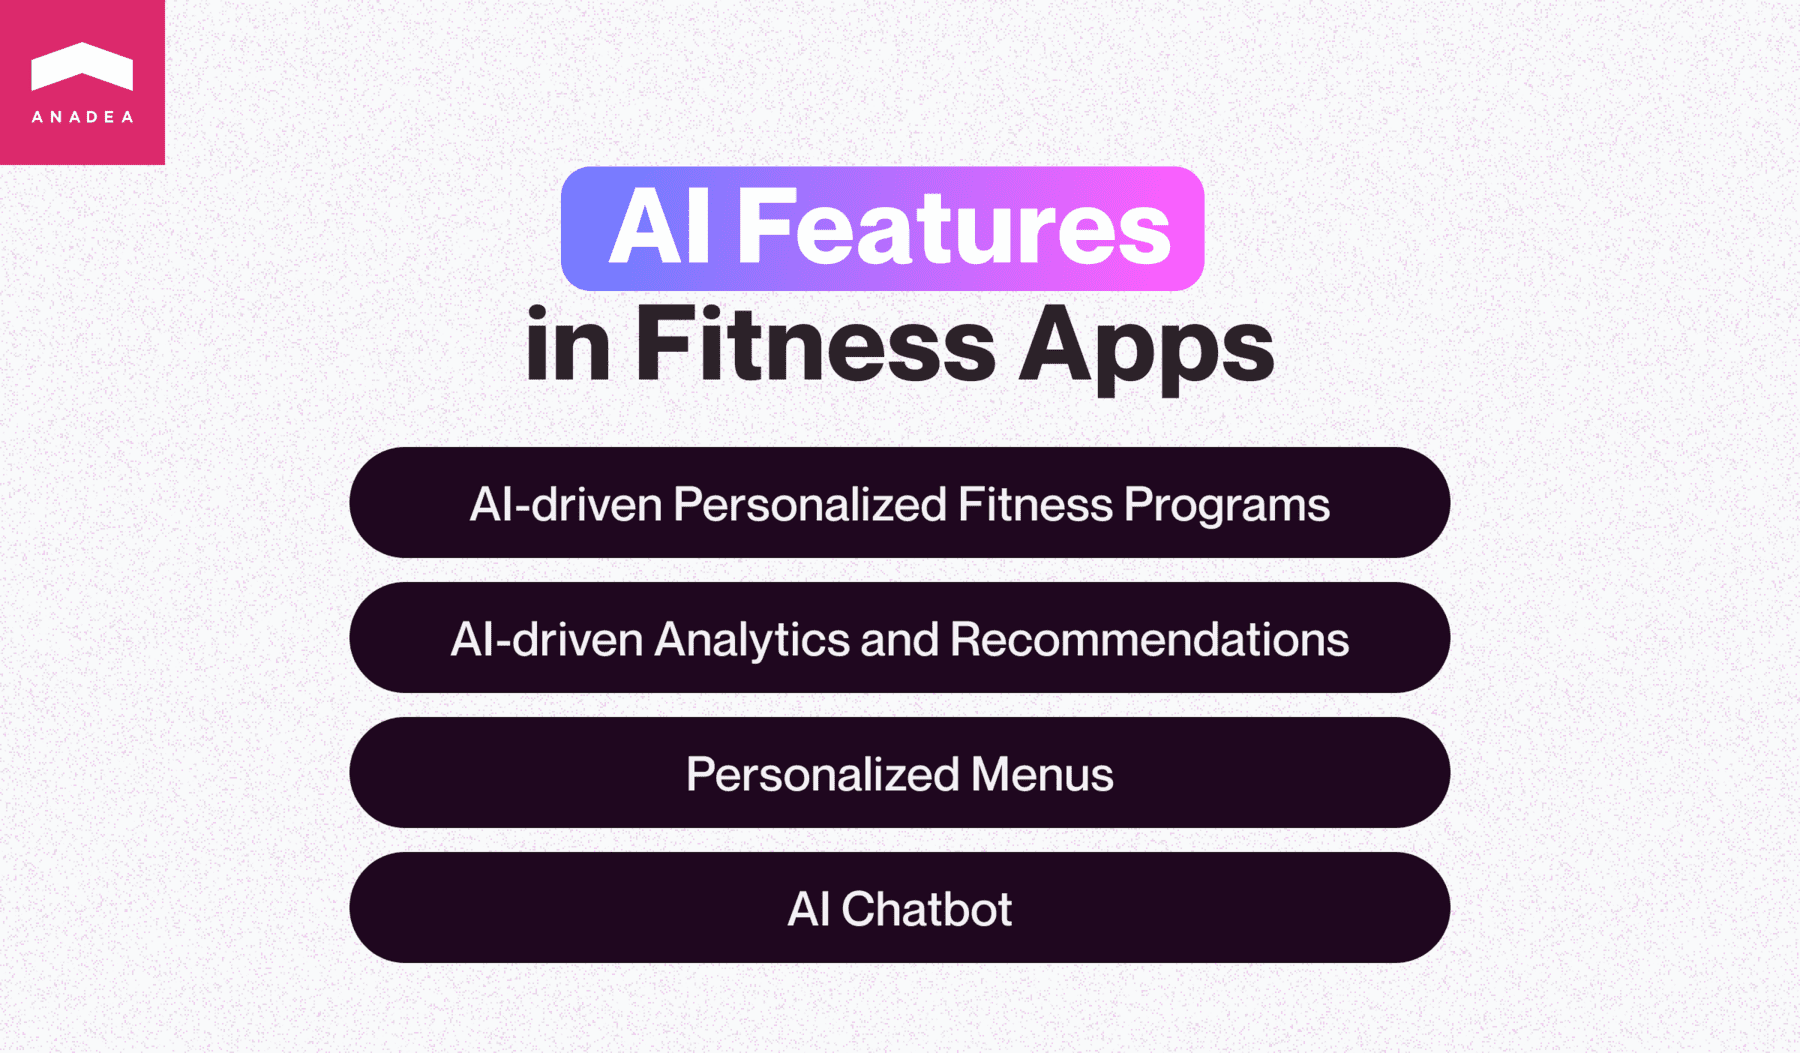 ANADEA
AI Features
in Fitness Apps
AI-driven Personalized Fitness Programs
AI-driven Analytics and Recommendations
Personalized Menus
AI Chatbot